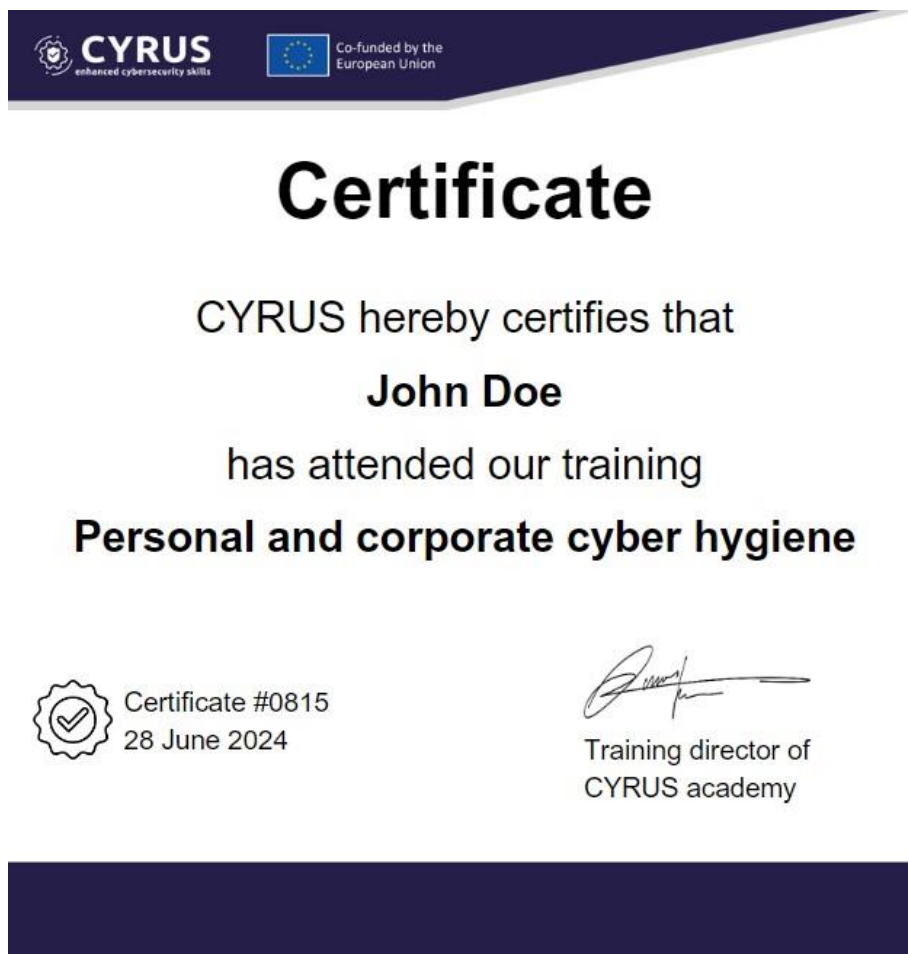 CYRUS
enhanced cybersecurity skills
Co-funded by the
European Union
Certificate
CYRUS hereby certifies that
John Doe
has attended our training
Personal and corporate cyber hygiene
Certificate #0815
28 June 2024
Training director of
CYRUS academy